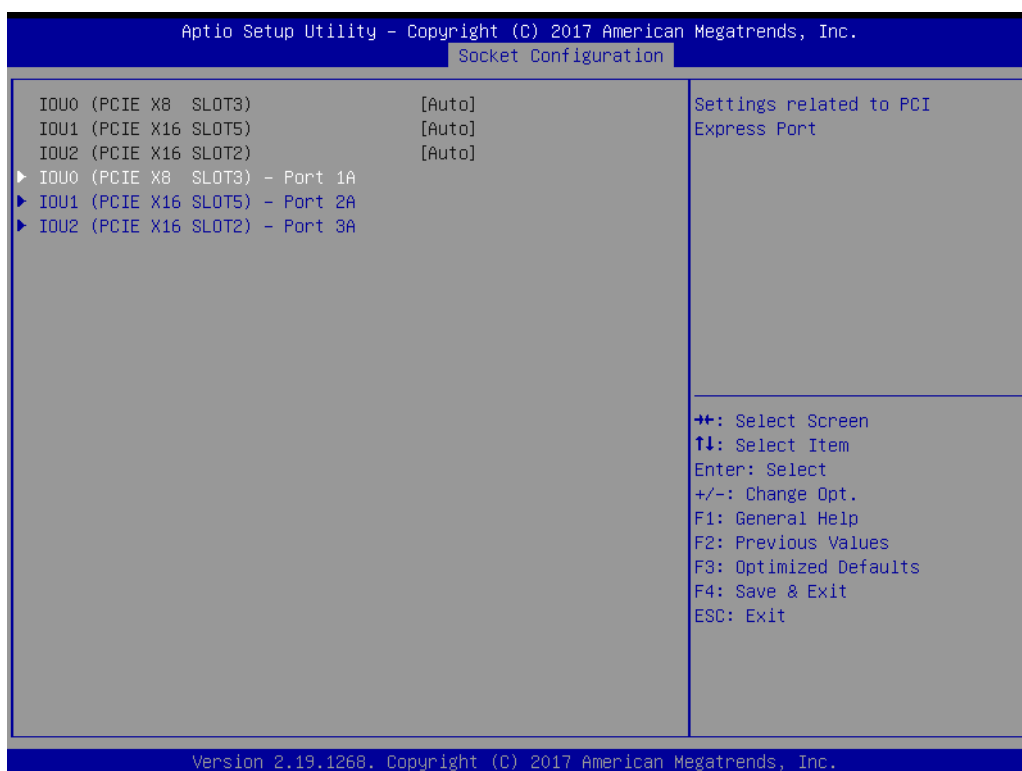 Aptio Setup Utility – Copyright (C) 2017 American Megatrends, Inc.
Socket Configuration
IOU0 (PCIE X8  SLOT3) [Auto]
IOU1 (PCIE X16 SLOT5) [Auto]
IOU2 (PCIE X16 SLOT2) [Auto]
▶ IOU0 (PCIE X8  SLOT3) – Port 1A
▶ IOU1 (PCIE X16 SLOT5) – Port 2A
▶ IOU2 (PCIE X16 SLOT2) – Port 3A
Settings related to PCI
Express Port
→←: Select Screen
↑↓: Select Item
Enter: Select
+/-: Change Opt.
F1: General Help
F2: Previous Values
F3: Optimized Defaults
F4: Save & Exit
ESC: Exit
Version 2.19.1268. Copyright (C) 2017 American Megatrends, Inc.